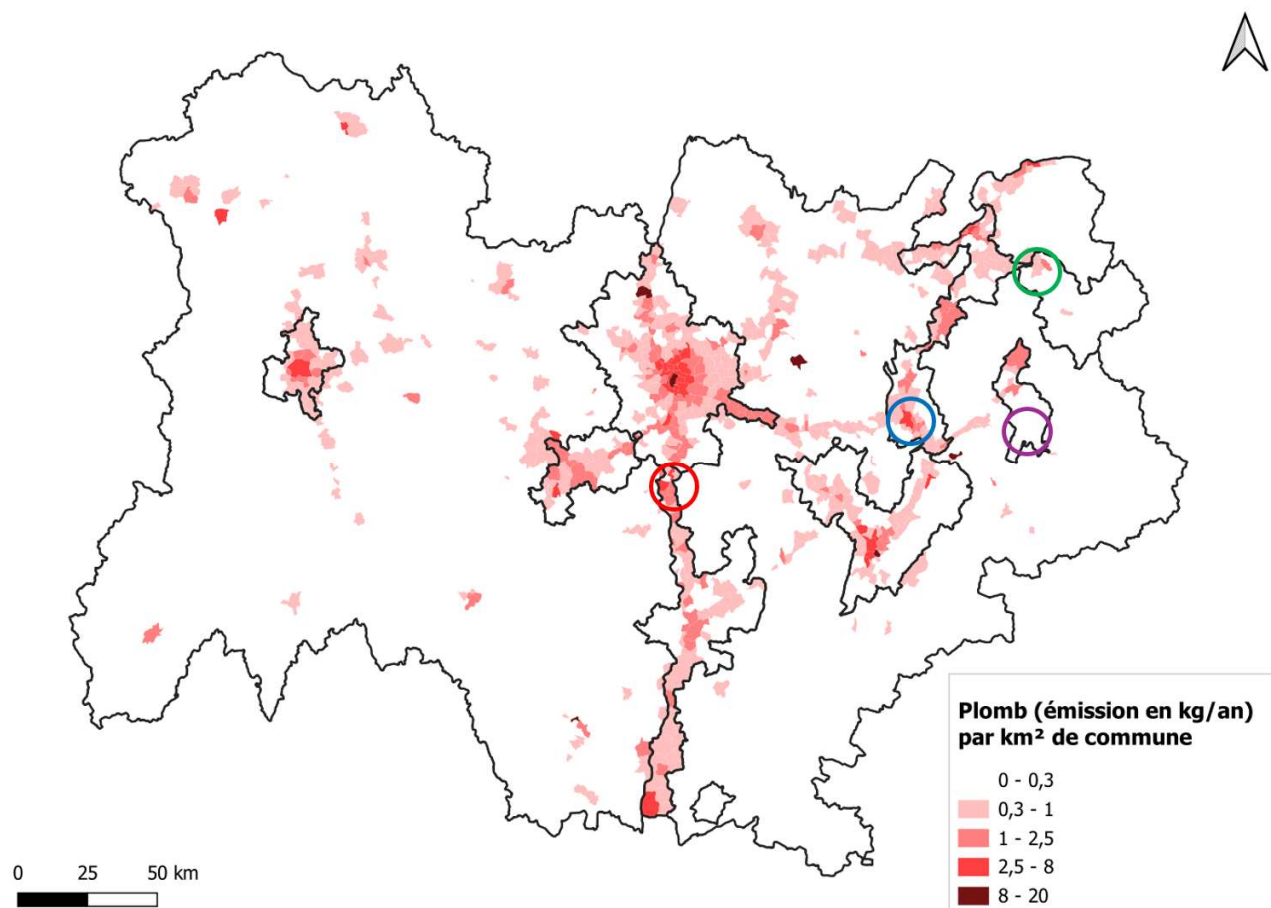 Plomb (émission en kg/an)
par km² de commune
0 - 0,3
0,3 - 1
1 - 2,5
2,5 - 8
8 - 20
0 25 50 km